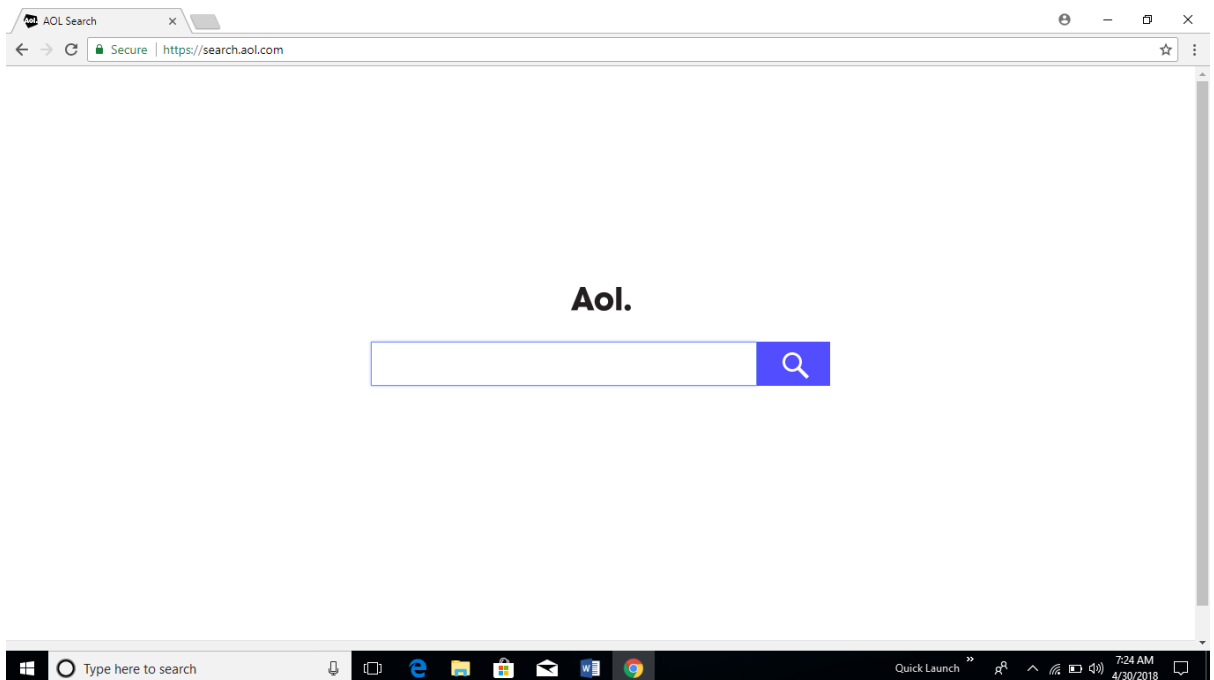 Aol. AOL Search
Secure | https://search.aol.com
Aol.
Type here to search
Quick Launch
7:24 AM
4/30/2018